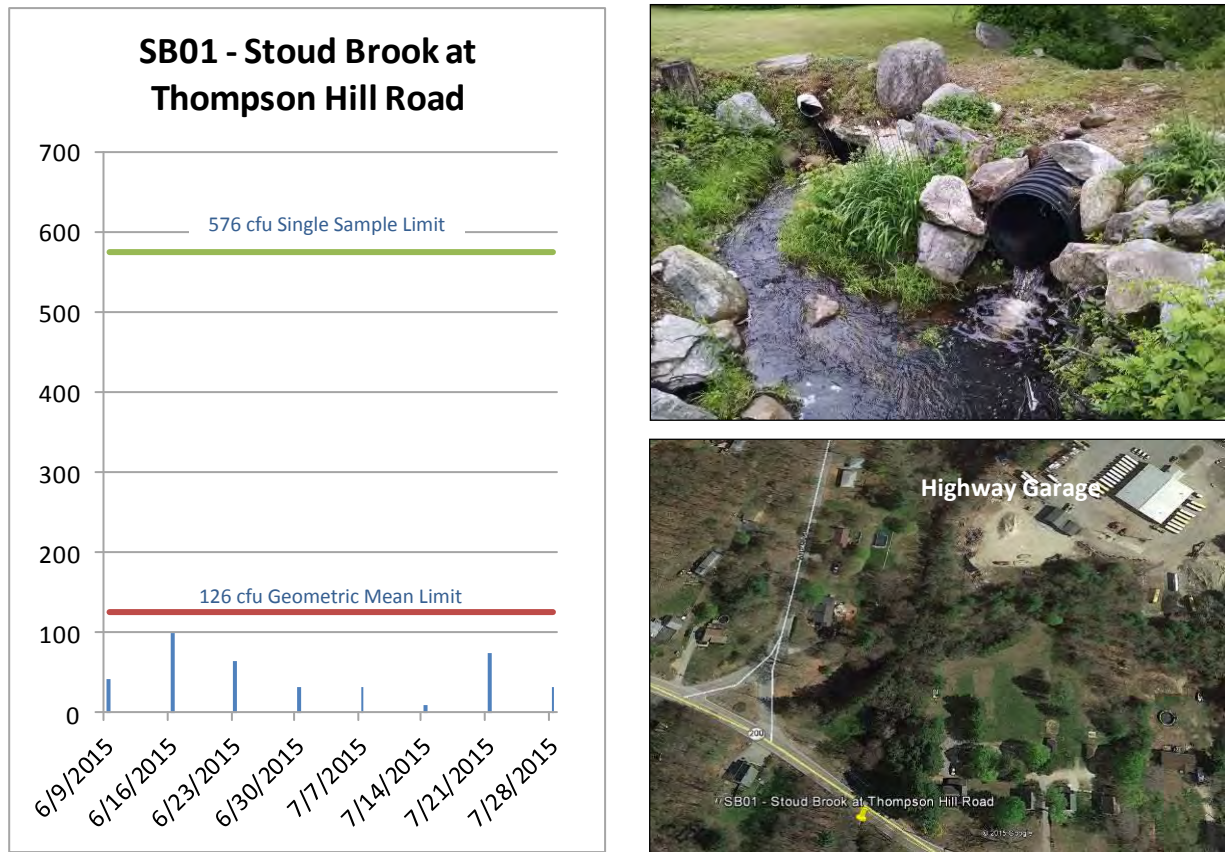 SB01 - Stoud Brook at
Thompson Hill Road
700
600
500
400
300
200
100
0
576 cfu Single Sample Limit
126 cfu Geometric Mean Limit
6/9/2015
6/16/2015
6/23/2015
6/30/2015
7/7/2015
7/14/2015
7/21/2015
7/28/2015
Highway Garage
200
SB01 - Stoud Brook at Thompson Hill Road
© 2015 Google